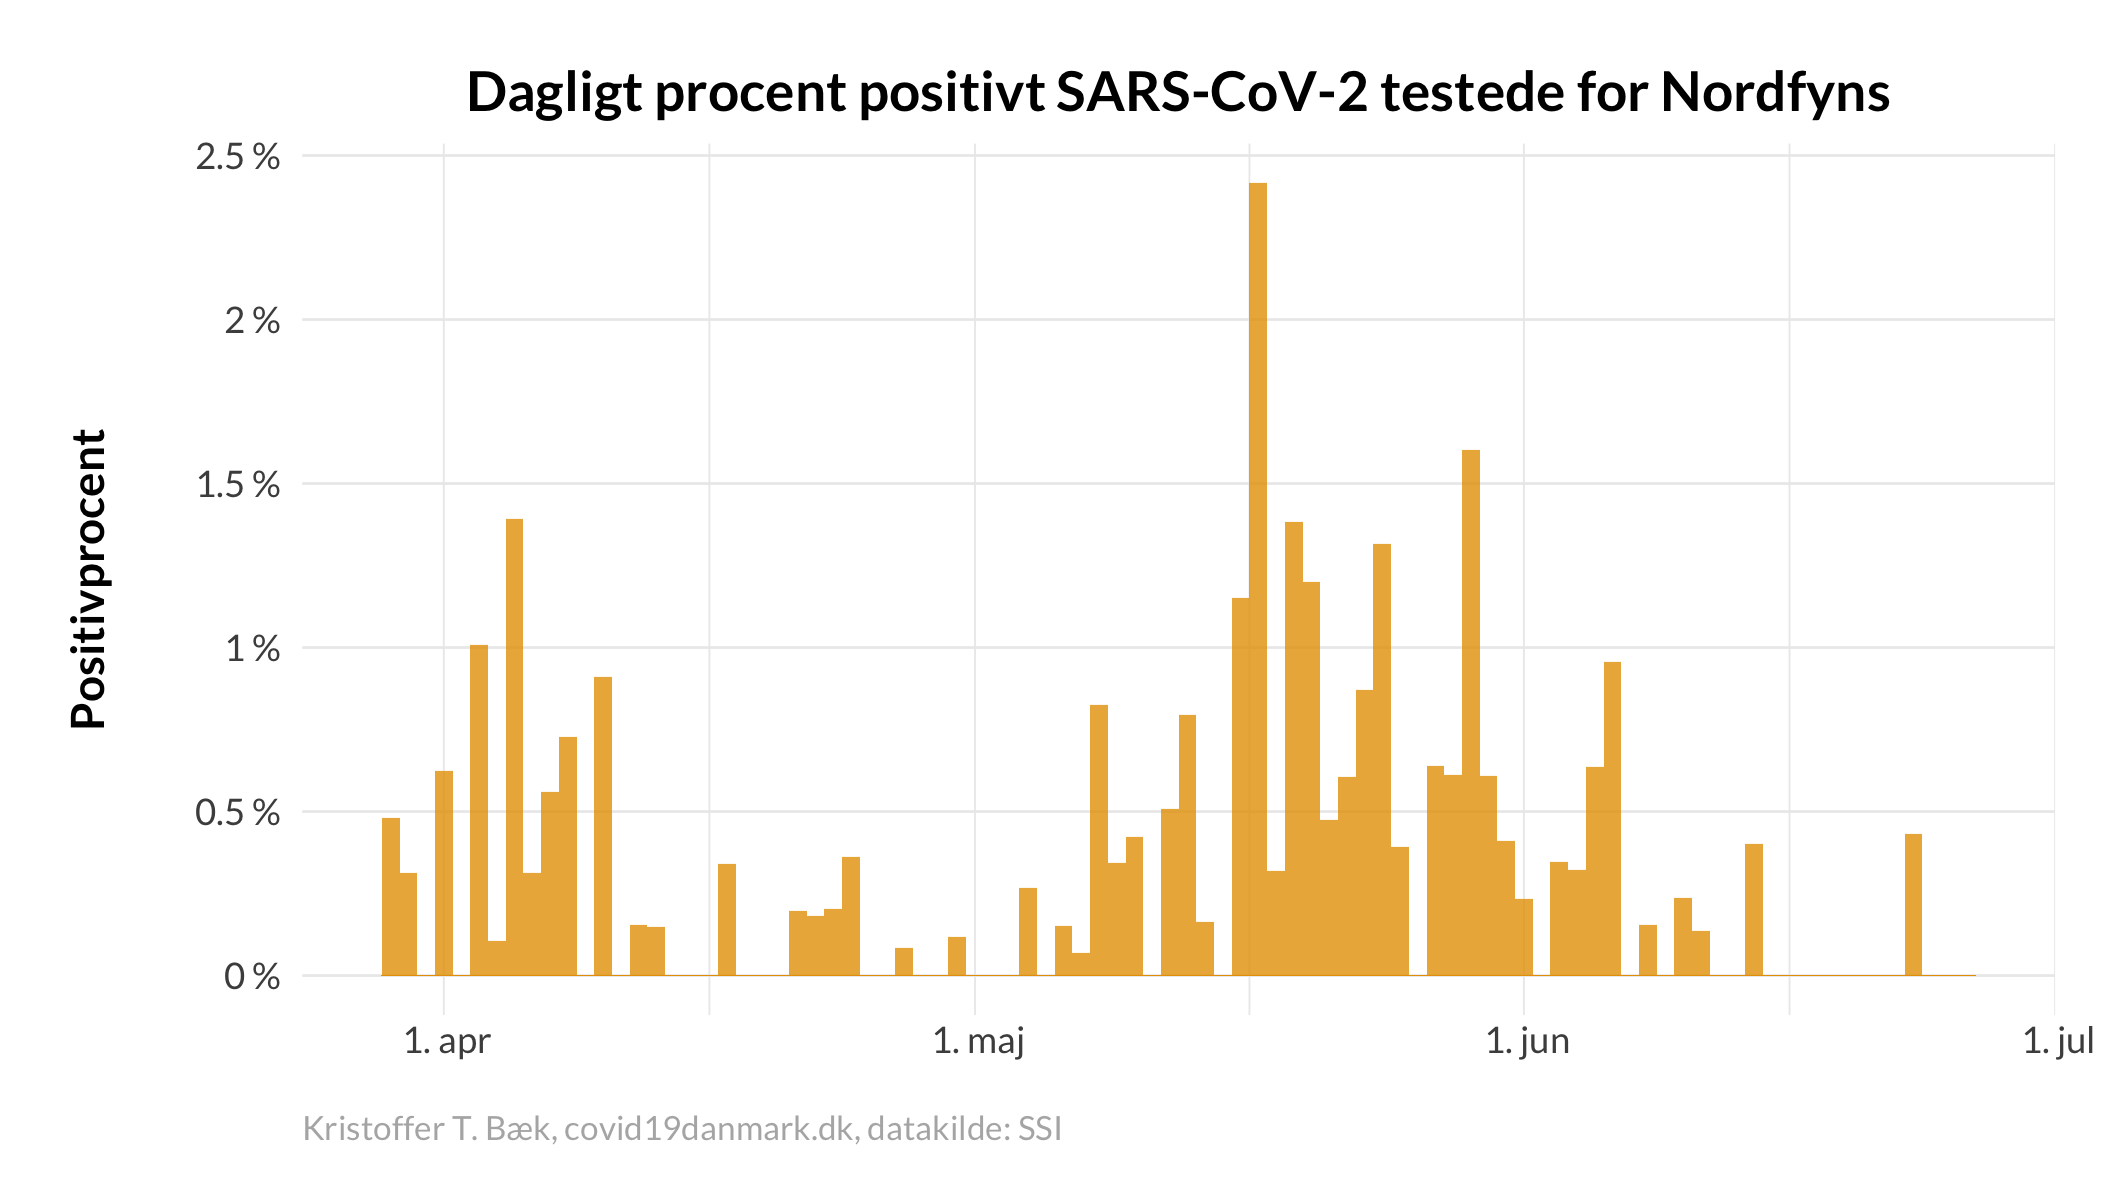 Dagligt procent positivt SARS-CoV-2 testede for Nordfyns
Positivprocent
2.5 %
2 %
1.5 %
1 %
0.5 %
0 %
1. apr
1. maj
1. jun
1. jul
Kristoffer T. Bæk, covid19danmark.dk, datakilde: SSI